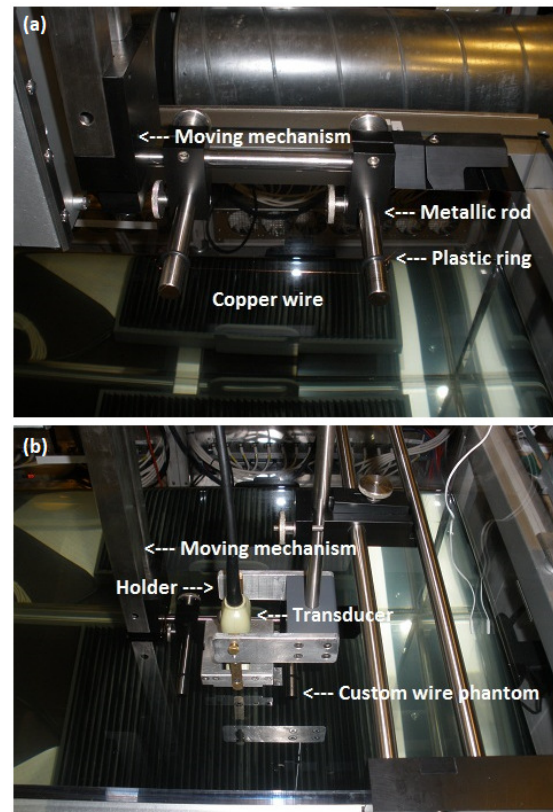 (a)
<--- Moving mechanism
<--- Metallic rod
<--- Plastic ring
Copper wire
(b)
<--- Moving mechanism
Holder --->
<--- Transducer
<--- Custom wire phantom